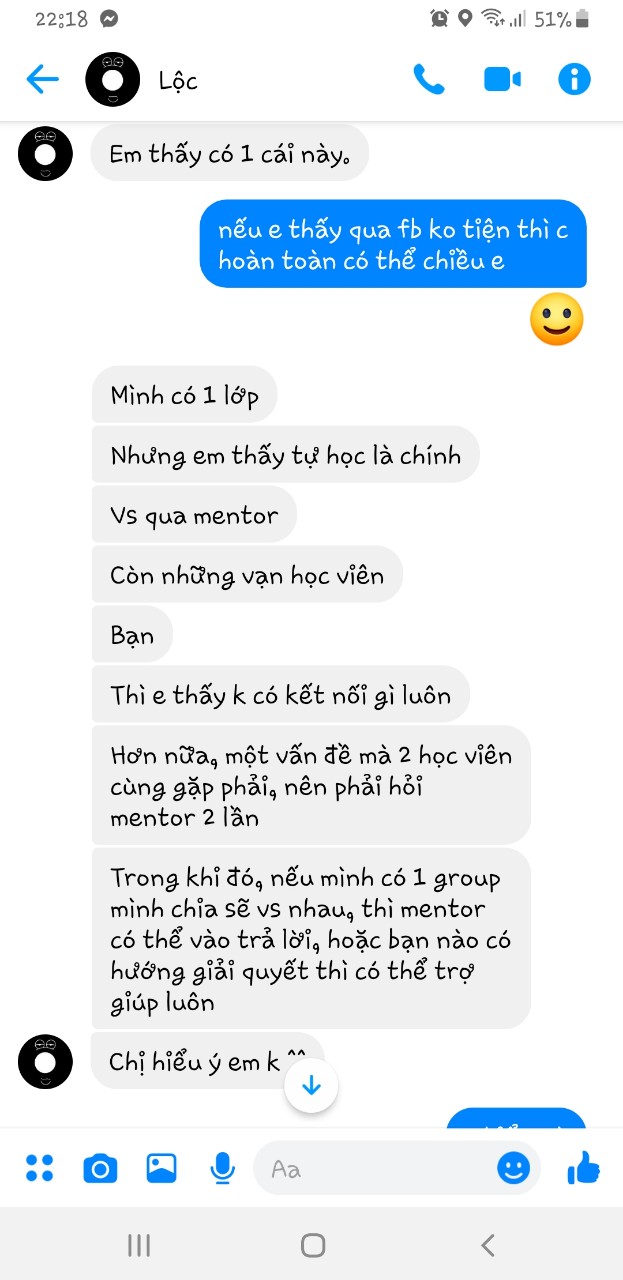 22:18
51%
Lộc
Em thấy có 1 cái này.
nếu e thấy qua fb ko tiện thì c
hoàn toàn có thể chiều e
Mình có 1 lớp
Nhưng em thấy tự học là chính
Vs qua mentor
Còn những vạn học viên
Bạn
Thì e thấy k có kết nối gì luôn
Hơn nữa, một vấn đề mà 2 học viên
cùng gặp phải, nên phải hỏi
mentor 2 lần
Trong khi đó, nếu mình có 1 group
mình chia sẽ vs nhau, thì mentor
có thể vào trả lời, hoặc bạn nào có
hướng giải quyết thì có thể trợ
giúp luôn
Chị hiểu ý em k ^^
Aa